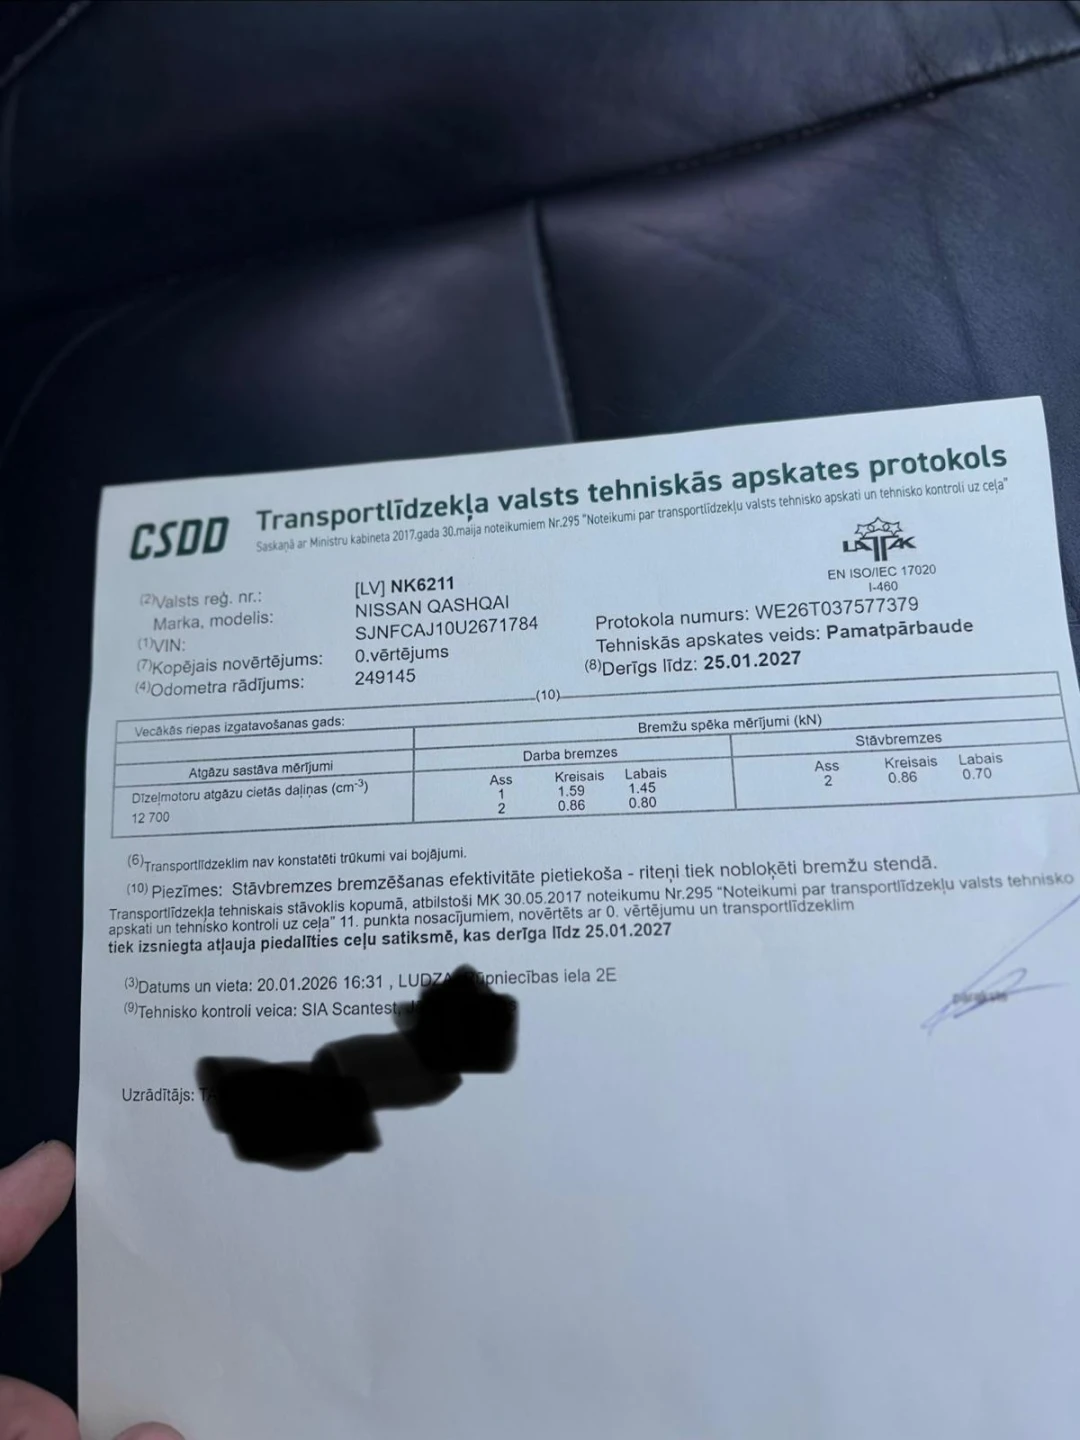 CSDD
Transportlīdzekļa valsts tehniskās apskates protokols
Saskaņā ar Ministru kabineta 2017.gada 30.maija noteikumiem Nr.295 "Noteikumi par transportlīdzekļu valsts tehnisko apskati un tehnisko kontroli uz ceļa"
LATAK
EN ISO/IEC 17020
I-460
(2)Valsts reģ. nr.: [LV] NK6211
Marka, modelis: NISSAN QASHQAI
(1)VIN: SJNFCAJ10U2671784
(7)Kopējais novērtējums: 0.vērtējums
(4)Odometra rādījums: 249145
Protokola numurs: WE26T037577379
Tehniskās apskates veids: Pamatpārbaude
(8)Derīgs līdz: 25.01.2027
(10)
Vecākās riepas izgatavošanas gads:
Bremžu spēka mērījumi (kN)
Atgāzu sastāva mērījumi
Darba bremzes
Stāvbremzes
Dīzeļmotoru atgāzu cietās daļiņas (cm-3)
12 700
Ass Kreisais Labais
1 1.59 1.45
2 0.86 0.80
Ass Kreisais Labais
2 0.86 0.70
(6)Transportlīdzeklim nav konstatēti trūkumi vai bojājumi.
(10) Piezīmes: Stāvbremzes bremzēšanas efektivitāte pietiekoša - riteņi tiek nobloķēti bremžu stendā.
Transportlīdzekļa tehniskais stāvoklis kopumā, atbilstoši MK 30.05.2017 noteikumu Nr.295 "Noteikumi par transportlīdzekļu valsts tehnisko
apskati un tehnisko kontroli uz ceļa" 11. punkta nosacījumiem, novērtēts ar 0. vērtējumu un transportlīdzeklim
tiek izsniegta atļauja piedalīties ceļu satiksmē, kas derīga līdz 25.01.2027
(3)Datums un vieta: 20.01.2026 16:31 , LUDZA pniecības iela 2E
(9)Tehnisko kontroli veica: SIA Scantest,
Uzrādītājs: